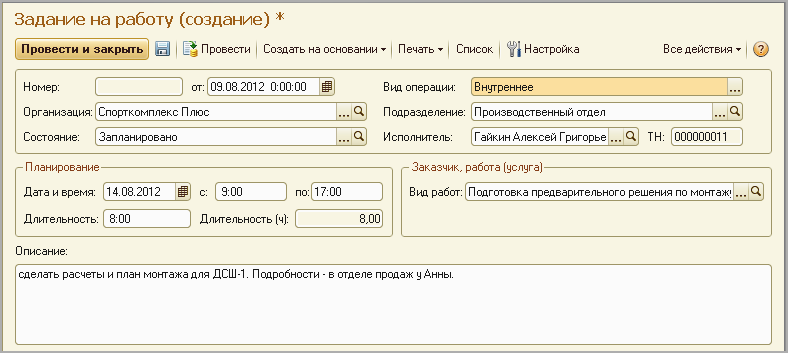 Задание на работу (создание) *
Провести и закрыть Провести Создать на основании Печать Список Настройка Все действия ?
Номер: от: 09.08.2012 0:00:00 Вид операции: Внутреннее ...
Организация: Спорткомплекс Плюс ... Подразделение: Производственный отдел ...
Состояние: Запланировано ... Исполнитель: Гайкин Алексей Григорье ... ТН: 000000011
Планирование Заказчик, работа (услуга)
Дата и время: 14.08.2012 с: 9:00 по: 17:00 Вид работ: Подготовка предварительного решения по монтажу ...
Длительность: 8:00 Длительность (ч): 8,00
Описание:
сделать расчеты и план монтажа для ДСШ-1. Подробности - в отделе продаж у Анны.